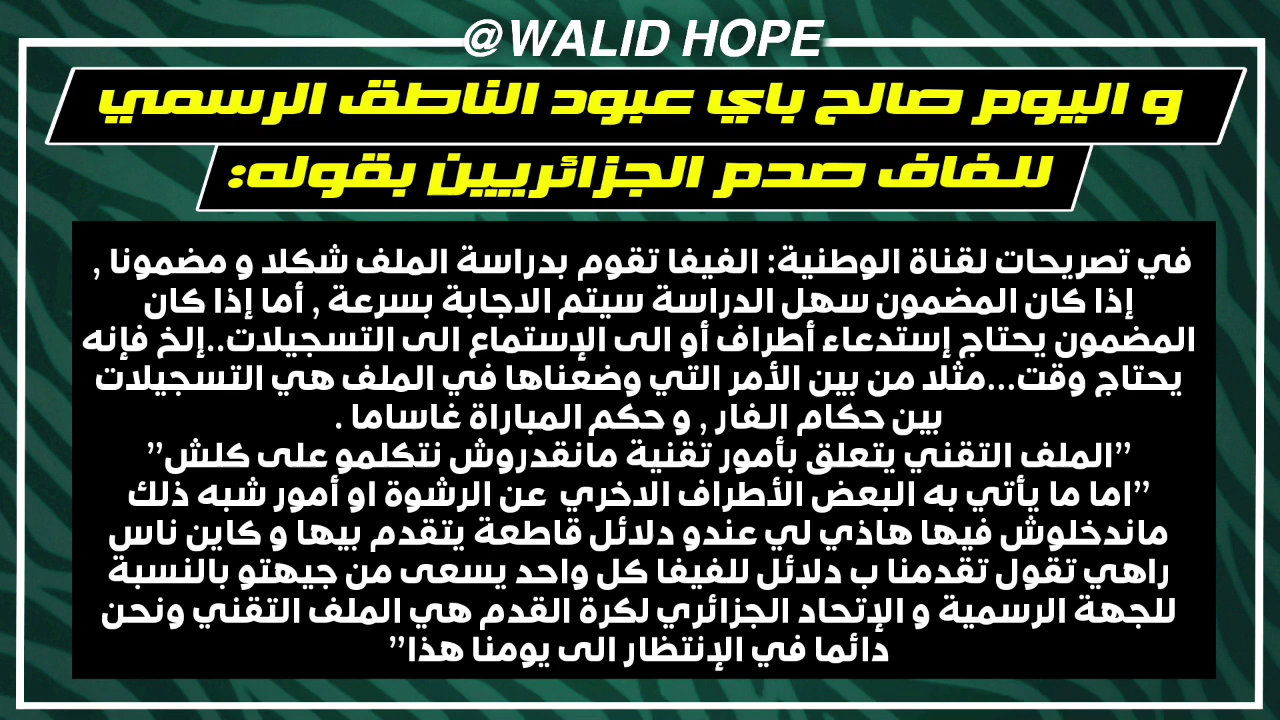 @WALID HOPE
و اليوم صالح باي عبود الناطق الرسمي
للفاف صدم الجزائريين بقوله:
في تصريحات لقناة الوطنية: الفيفا تقوم بدراسة الملف شكلا و مضمونا ,
إذا كان المضمون سهل الدراسة سيتم الاجابة بسرعة , أما إذا كان
المضمون يحتاج إستدعاء أطراف أو الى الإستماع الى التسجيلات..إلخ فإنه
يحتاج وقت...مثلا من بين الأمر التي وضعناها في الملف هي التسجيلات
بين حكام الفار , و حكم المباراة غاساما .
”الملف التقني يتعلق بأمور تقنية مانقدروش نتكلمو على كلش”
”اما ما يأتي به البعض الأطراف الاخري عن الرشوة او أمور شبه ذلك
ماندخلوش فيها هاذي لي عندو دلائل قاطعة يتقدم بيها و كاين ناس
راهي تقول تقدمنا ب دلائل للفيفا كل واحد يسعى من جيهتو بالنسبة
للجهة الرسمية و الإتحاد الجزائري لكرة القدم هي الملف التقني ونحن
دائما في الإنتظار الى يومنا هذا”